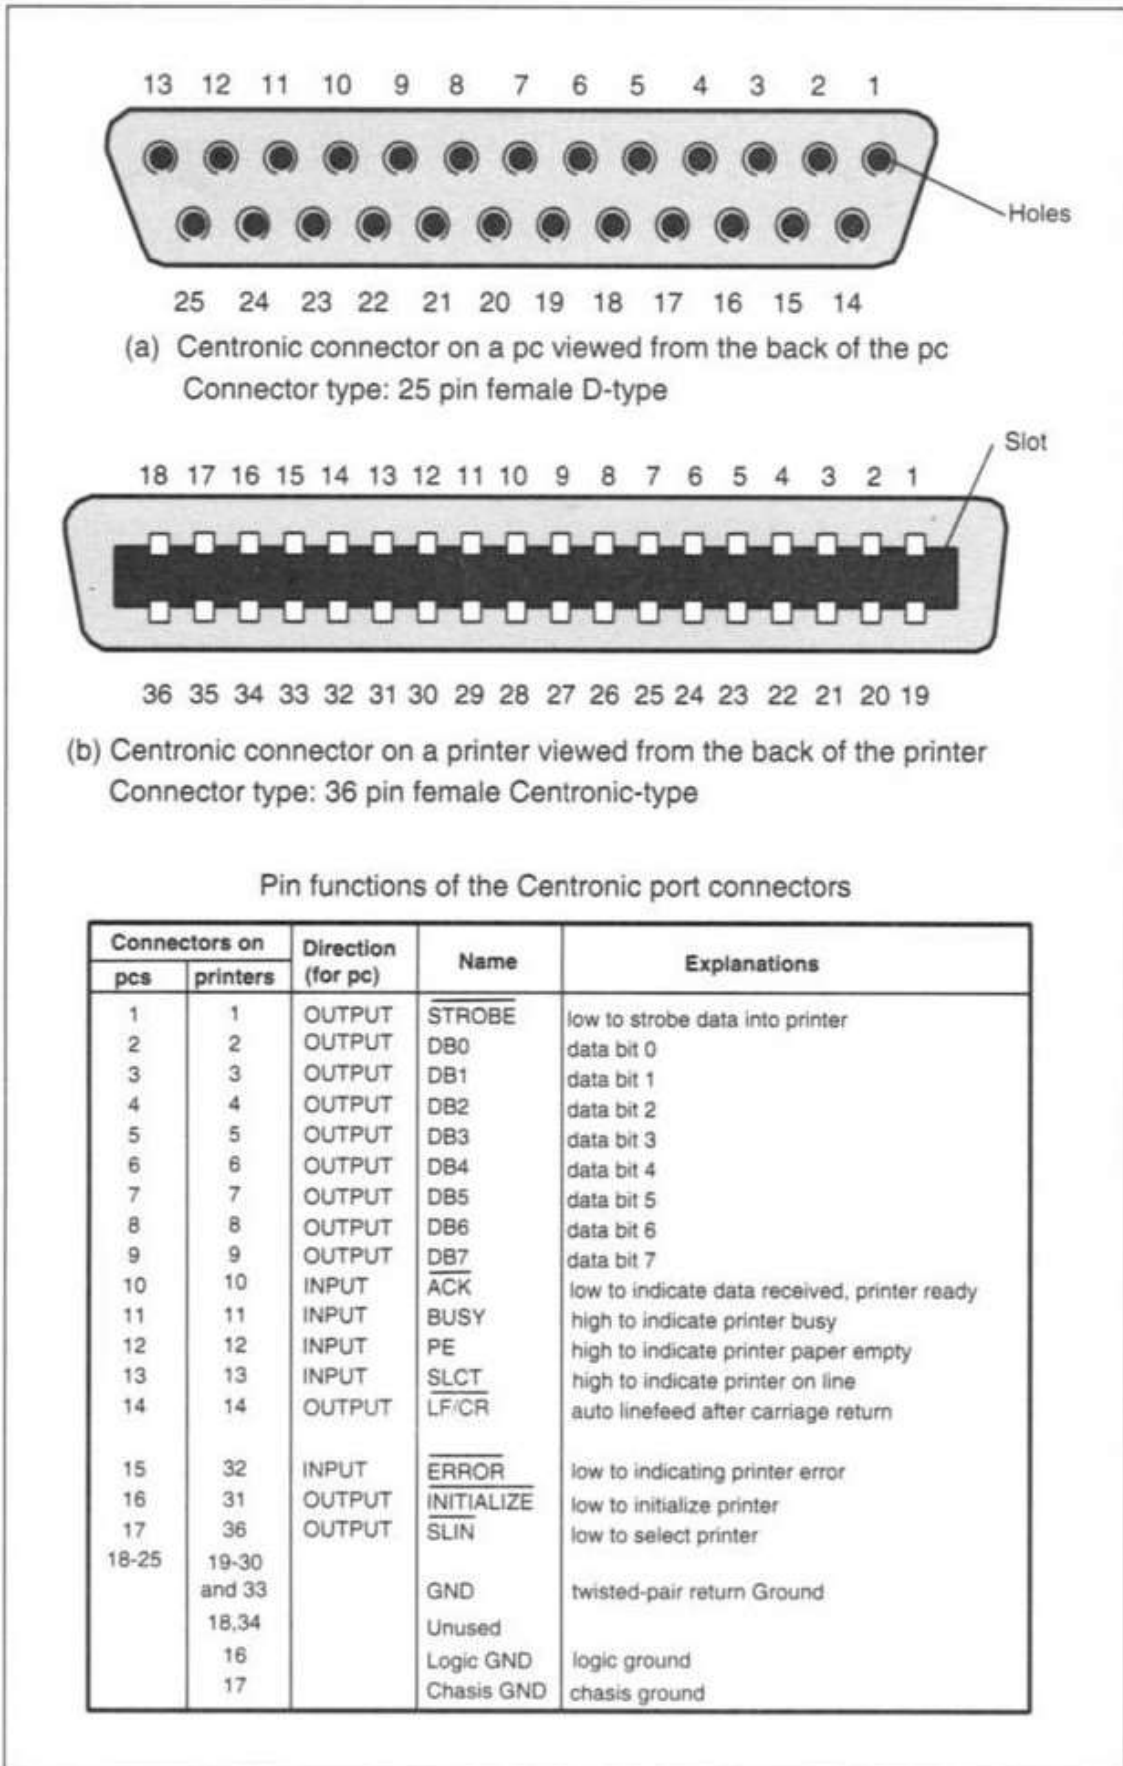 13 12 11 10 9 8 7 6 5 4 3 2 1
Holes
25 24 23 22 21 20 19 18 17 16 15 14
(a) Centronic connector on a pc viewed from the back of the pc
Connector type: 25 pin female D-type
Slot
18 17 16 15 14 13 12 11 10 9 8 7 6 5 4 3 2 1
36 35 34 33 32 31 30 29 28 27 26 25 24 23 22 21 20 19
(b) Centronic connector on a printer viewed from the back of the printer
Connector type: 36 pin female Centronic-type
Pin functions of the Centronic port connectors
Connectors on Direction (for pc) Name Explanations
pcs printers
1 1 OUTPUT STROBE low to strobe data into printer
2 2 OUTPUT DB0 data bit 0
3 3 OUTPUT DB1 data bit 1
4 4 OUTPUT DB2 data bit 2
5 5 OUTPUT DB3 data bit 3
6 6 OUTPUT DB4 data bit 4
7 7 OUTPUT DB5 data bit 5
8 8 OUTPUT DB6 data bit 6
9 9 OUTPUT DB7 data bit 7
10 10 INPUT ACK low to indicate data received, printer ready
11 11 INPUT BUSY high to indicate printer busy
12 12 INPUT PE high to indicate printer paper empty
13 13 INPUT SLCT high to indicate printer on line
14 14 OUTPUT LF/CR auto linefeed after carriage return
15 32 INPUT ERROR low to indicating printer error
16 31 OUTPUT INITIALIZE low to initialize printer
17 36 OUTPUT SLIN low to select printer
18-25 19-30
and 33 GND twisted-pair return Ground
18,34 Unused
16 Logic GND logic ground
17 Chasis GND chasis ground